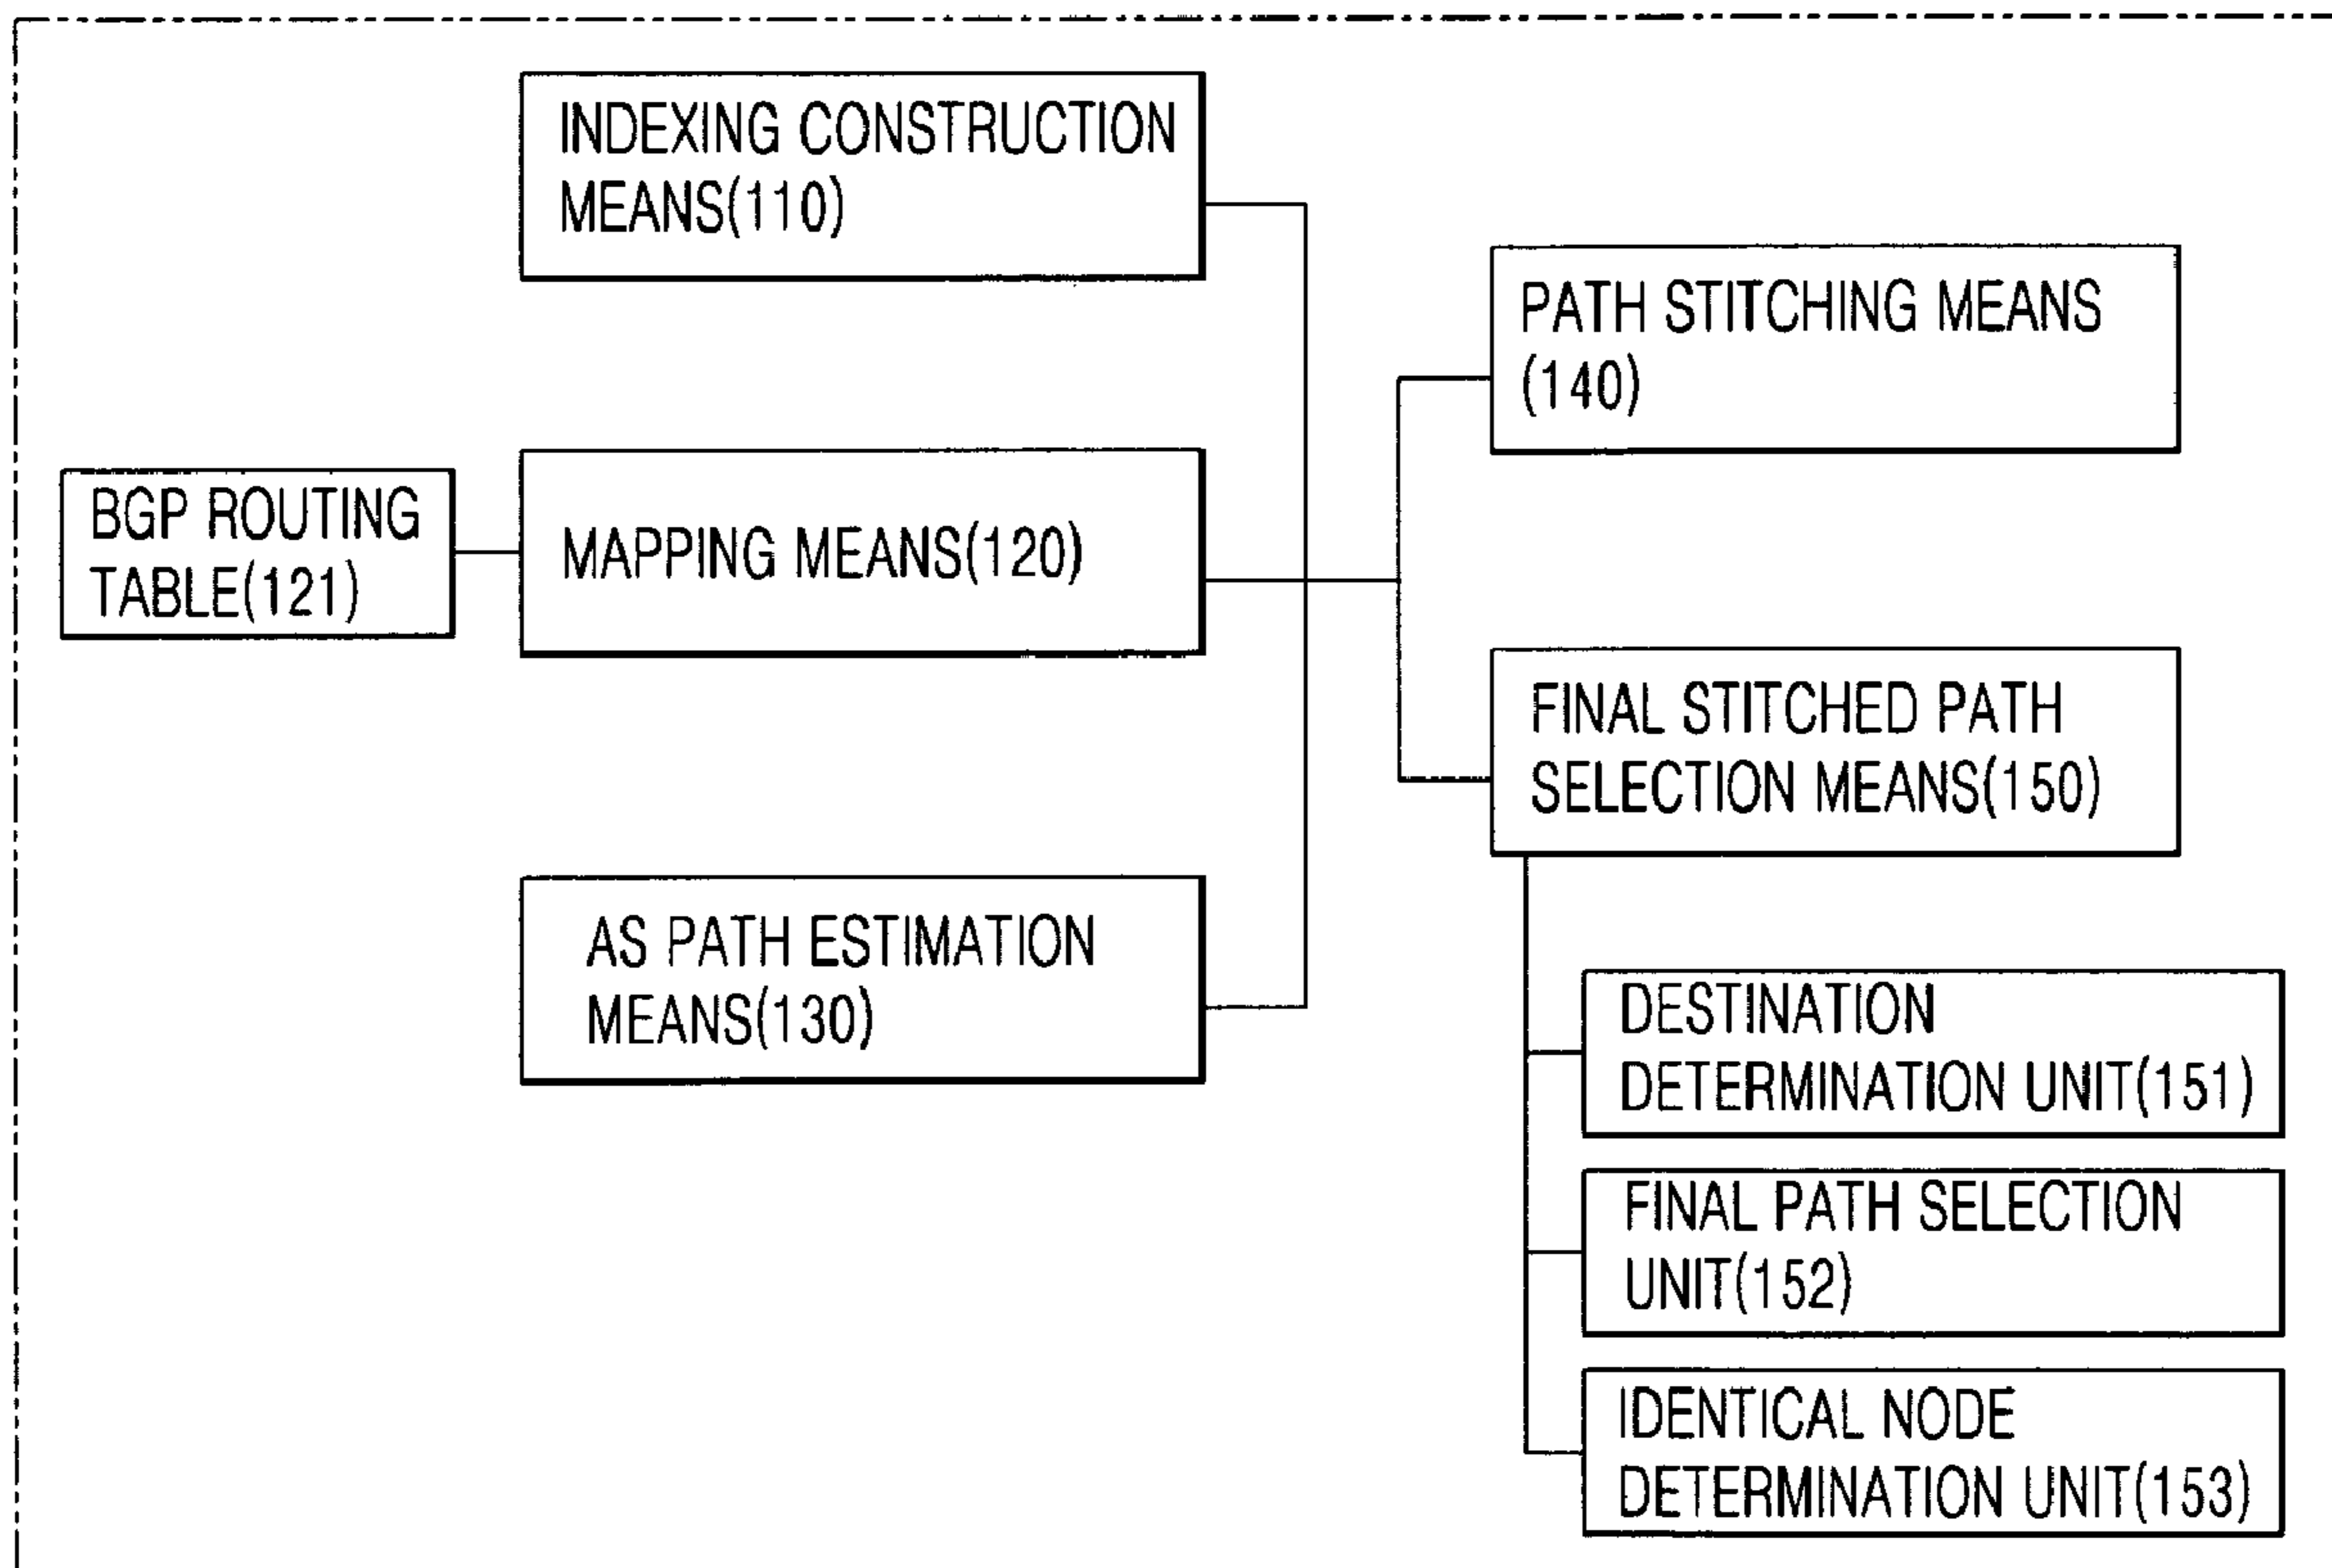 INDEXING CONSTRUCTION
MEANS(110)
PATH STITCHING MEANS
(140)
BGP ROUTING
TABLE(121)
MAPPING MEANS(120)
FINAL STITCHED PATH
SELECTION MEANS(150)
AS PATH ESTIMATION
MEANS(130)
DESTINATION
DETERMINATION UNIT(151)
FINAL PATH SELECTION
UNIT(152)
IDENTICAL NODE
DETERMINATION UNIT(153)